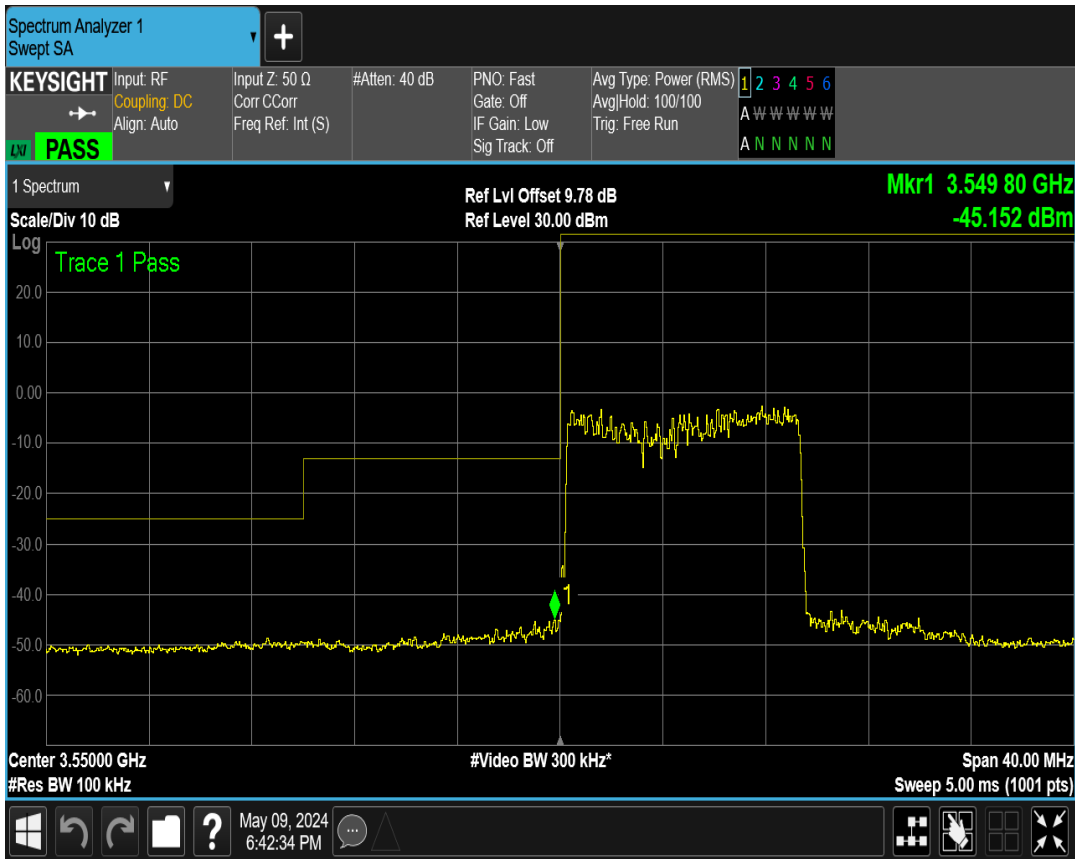 Spectrum Analyzer 1
Swept SA
+
KEYSIGHT
LXI PASS
Input: RF
Coupling: DC
Align: Auto
Input Z: 50 Ω
Corr CCorr
Freq Ref: Int (S)
#Atten: 40 dB
PNO: Fast
Gate: Off
IF Gain: Low
Sig Track: Off
Avg Type: Power (RMS)
Avg|Hold: 100/100
Trig: Free Run
1 2 3 4 5 6
A W W W W W
A N N N N N
1 Spectrum
Scale/Div 10 dB
Ref Lvl Offset 9.78 dB
Ref Level 30.00 dBm
Mkr1 3.549 80 GHz
-45.152 dBm
Log
Trace 1 Pass
20.0
10.0
0.00
-10.0
-20.0
-30.0
-40.0
-50.0
-60.0
1
Center 3.55000 GHz
#Res BW 100 kHz
#Video BW 300 kHz*
Span 40.00 MHz
Sweep 5.00 ms (1001 pts)
?
May 09, 2024
6:42:34 PM